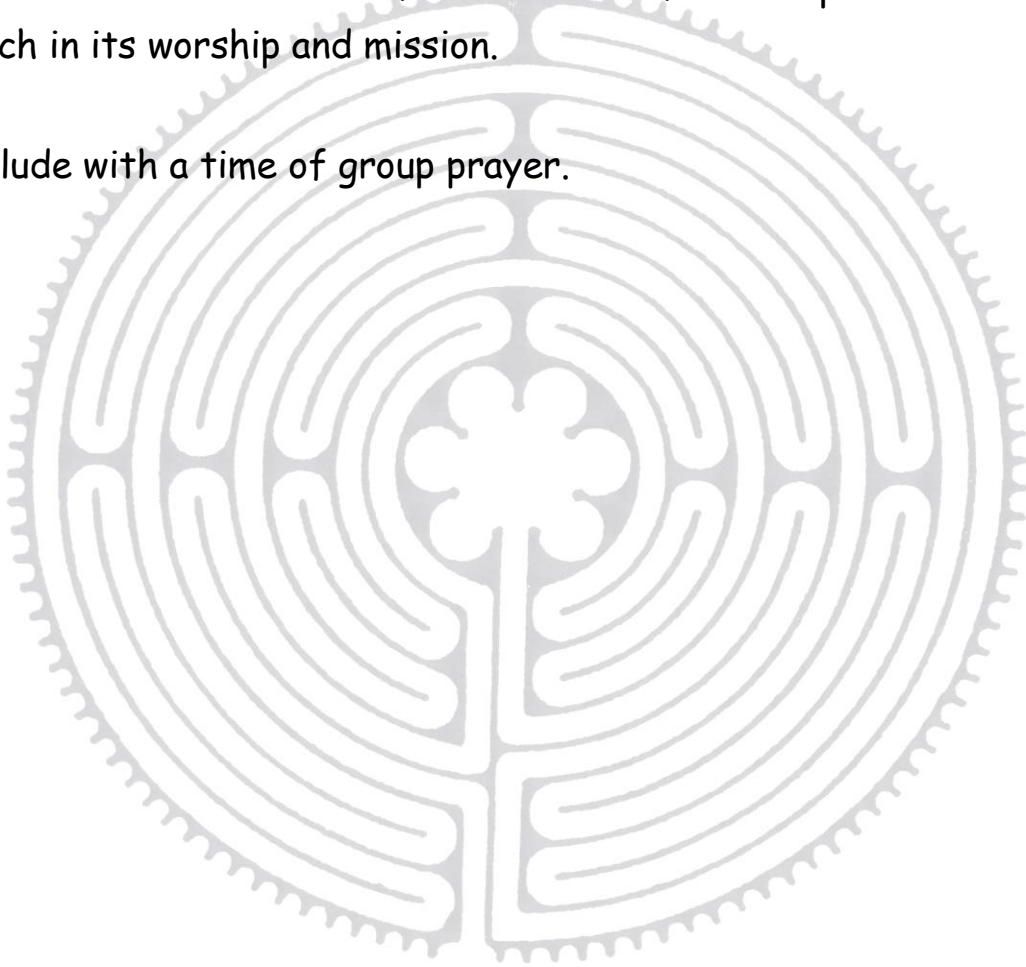 ch in its worship and mission.
lude with a time of group prayer.